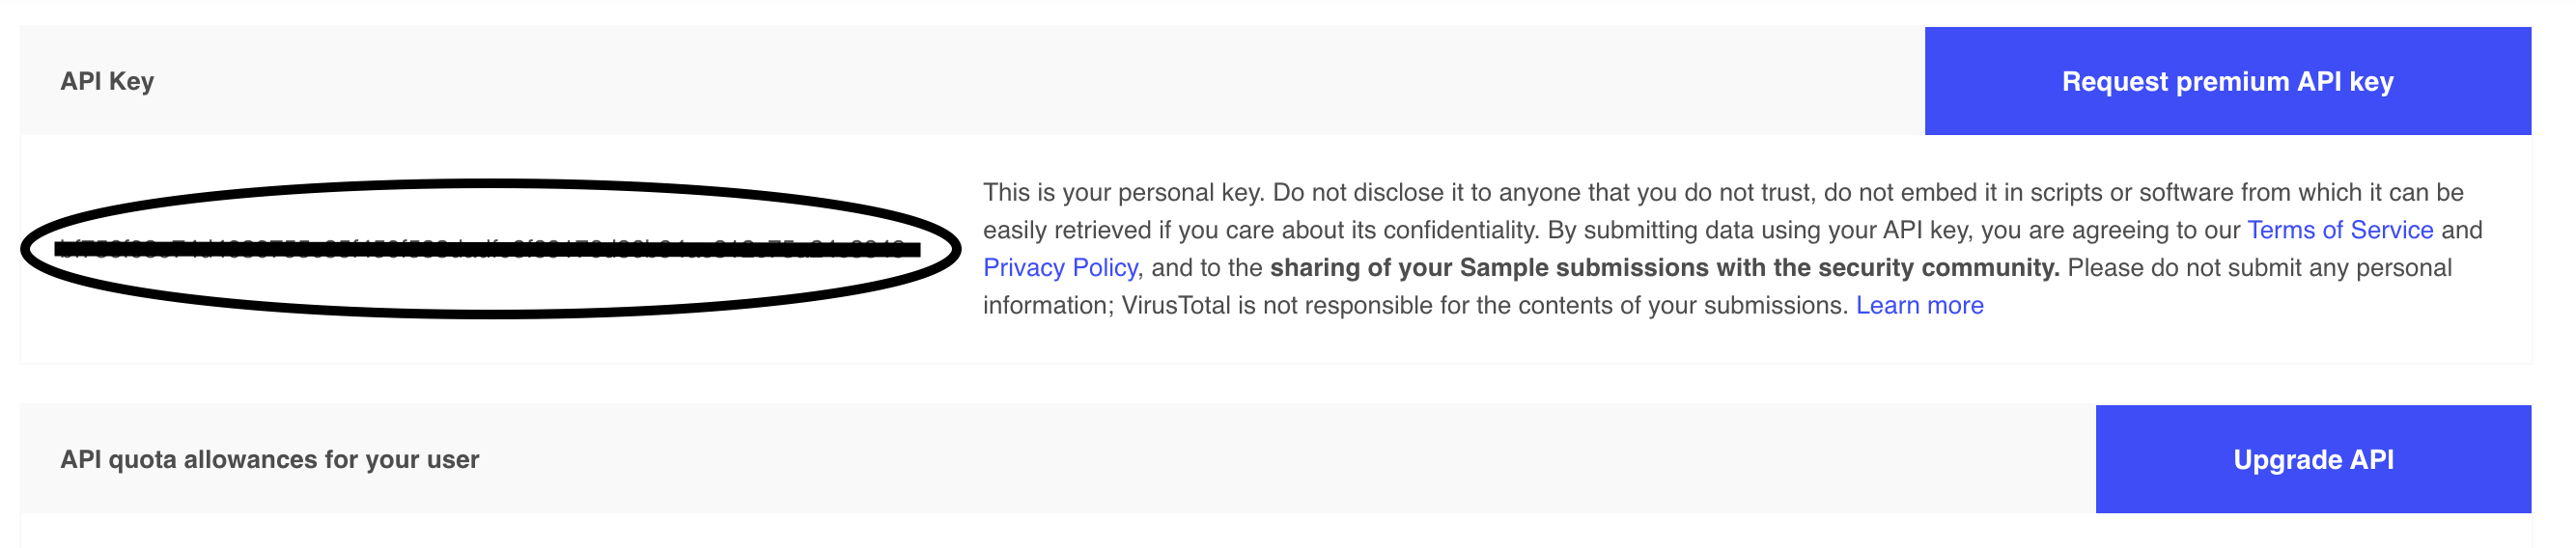 API Key
Request premium API key
This is your personal key. Do not disclose it to anyone that you do not trust, do not embed it in scripts or software from which it can be
easily retrieved if you care about its confidentiality. By submitting data using your API key, you are agreeing to our Terms of Service and
Privacy Policy, and to the sharing of your Sample submissions with the security community. Please do not submit any personal
information; VirusTotal is not responsible for the contents of your submissions. Learn more
API quota allowances for your user
Upgrade API